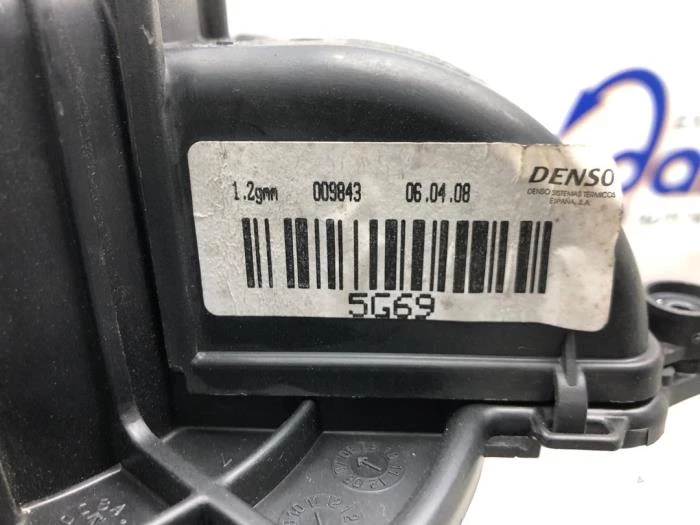 1.2gmm 009843 06.04.08 DENSO
DENSO SISTEMAS TERMICOS
ESPAÑA, S.A.
5G69